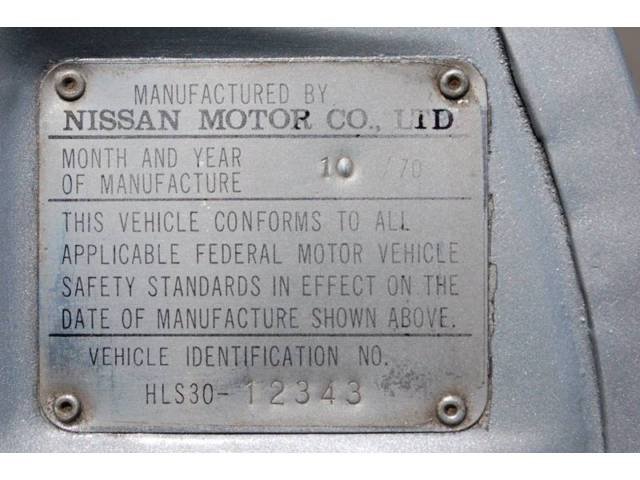 MANUFACTURED BY
NISSAN MOTOR CO., LTD
MONTH AND YEAR
OF MANUFACTURE 10 /70
THIS VEHICLE CONFORMS TO ALL
APPLICABLE FEDERAL MOTOR VEHICLE
SAFETY STANDARDS IN EFFECT ON THE
DATE OF MANUFACTURE SHOWN ABOVE.
VEHICLE IDENTIFICATION NO.
HLS30-12343